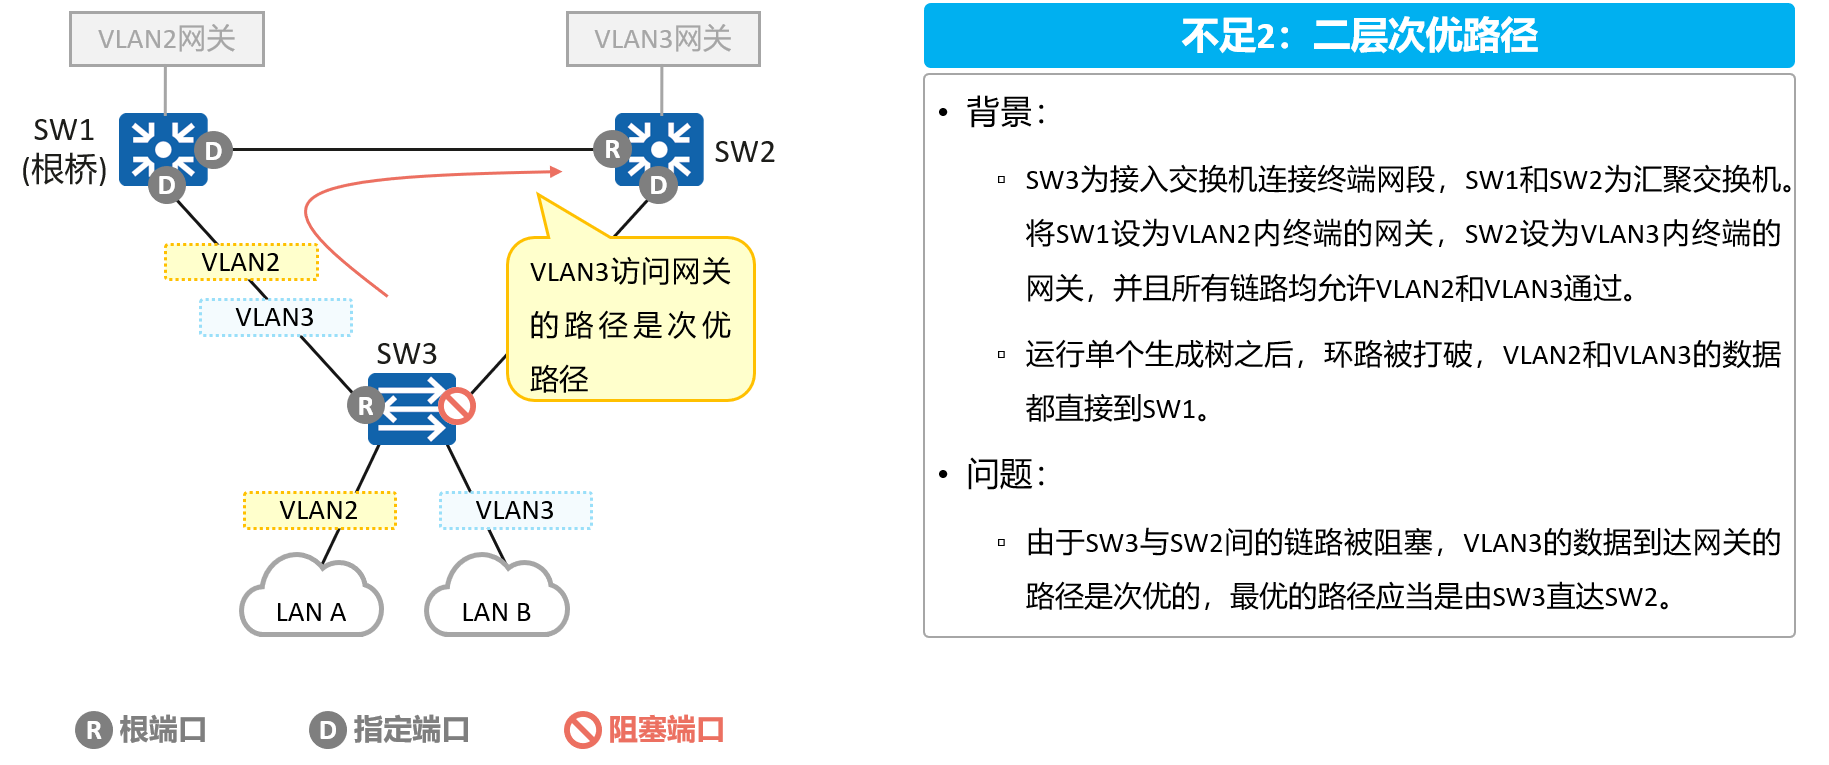 VLAN2网关
VLAN3网关
SW1
(根桥)
D
D
R
D
SW2
VLAN2
VLAN3
VLAN3访问网关
的路径是次优
路径
SW3
R
VLAN2
VLAN3
LAN A
LAN B
R 根端口
D 指定端口
阻塞端口
不足2：二层次优路径
• 背景：
▫ SW3为接入交换机连接终端网段，SW1和SW2为汇聚交换机。
将SW1设为VLAN2内终端的网关，SW2设为VLAN3内终端的
网关，并且所有链路均允许VLAN2和VLAN3通过。
▫ 运行单个生成树之后，环路被打破，VLAN2和VLAN3的数据
都直接到SW1。
• 问题：
▫ 由于SW3与SW2间的链路被阻塞，VLAN3的数据到达网关的
路径是次优的，最优的路径应当是由SW3直达SW2。